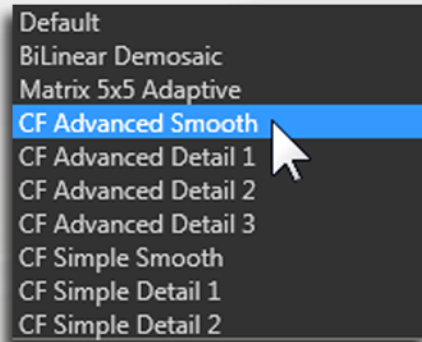 Default
BiLinear Demosaic
Matrix 5x5 Adaptive
CF Advanced Smooth
CF Advanced Detail 1
CF Advanced Detail 2
CF Advanced Detail 3
CF Simple Smooth
CF Simple Detail 1
CF Simple Detail 2